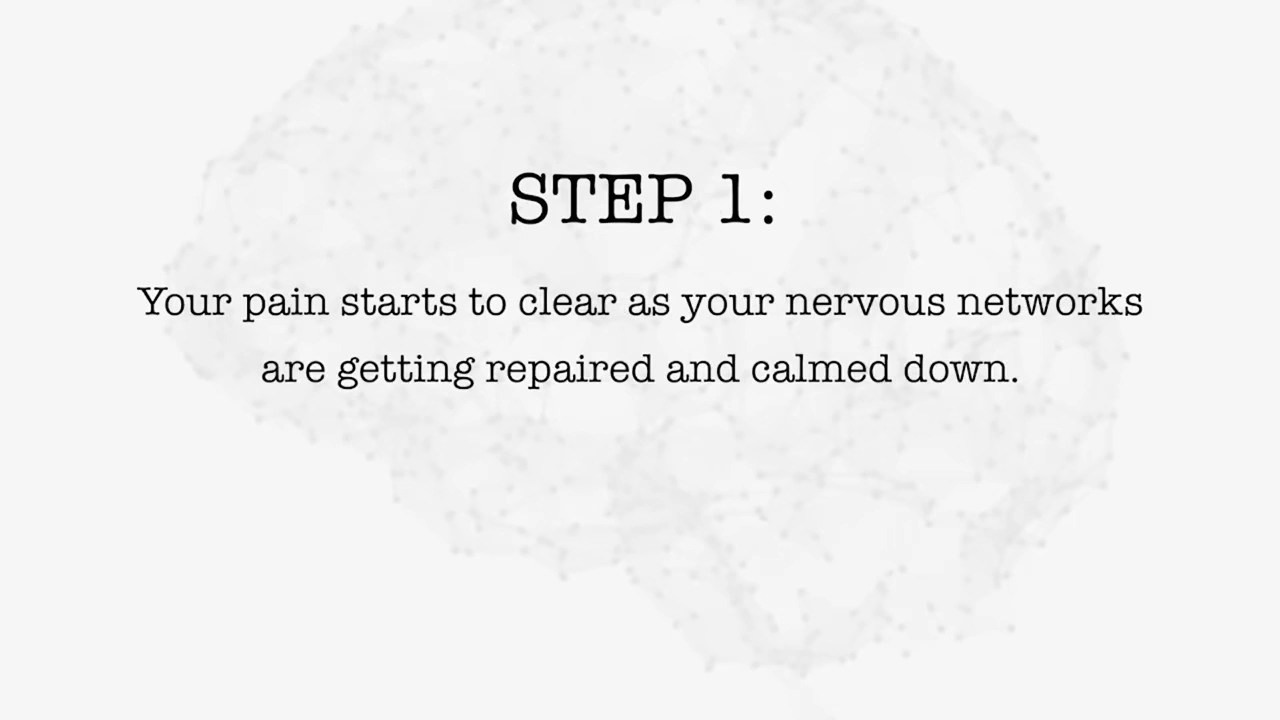 STEP 1:
Your pain starts to clear as your nervous networks
are getting repaired and calmed down.